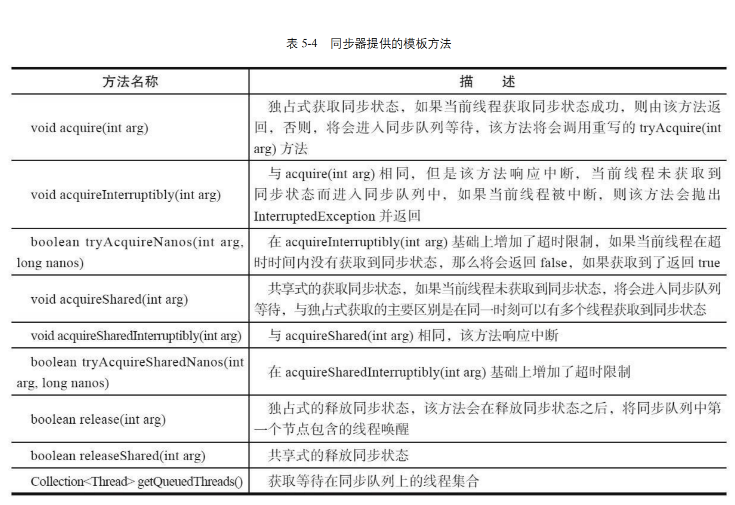 表 5-4 同步器提供的模板方法
方法名称 描 述
void acquire(int arg)
独占式获取同步状态，如果当前线程获取同步状态成功，则由该方法返
回，否则，将会进入同步队列等待，该方法将会调用重写的 tryAcquire(int
arg) 方法
void acquireInterruptibly(int arg)
与 acquire(int arg) 相同，但是该方法响应中断，当前线程未获取到
同步状态而进入同步队列中，如果当前线程被中断，则该方法会抛出
InterruptedException 并返回
boolean tryAcquireNanos(int arg,
long nanos)
在 acquireInterruptibly(int arg) 基础上增加了超时限制，如果当前线程在超
时时间内没有获取到同步状态，那么将会返回 false，如果获取到了返回 true
void acquireShared(int arg)
共享式的获取同步状态，如果当前线程未获取到同步状态，将会进入同步队列
等待，与独占式获取的主要区别是在同一时刻可以有多个线程获取到同步状态
void acquireSharedInterruptibly(int arg)
与 acquireShared(int arg) 相同，该方法响应中断
boolean tryAcquireSharedNanos(int
arg, long nanos)
在 acquireSharedInterruptibly(int arg) 基础上增加了超时限制
boolean release(int arg)
独占式的释放同步状态，该方法会在释放同步状态之后，将同步队列中第
一个节点包含的线程唤醒
boolean releaseShared(int arg)
共享式的释放同步状态
Collection<Thread> getQueuedThreads()
获取等待在同步队列上的线程集合